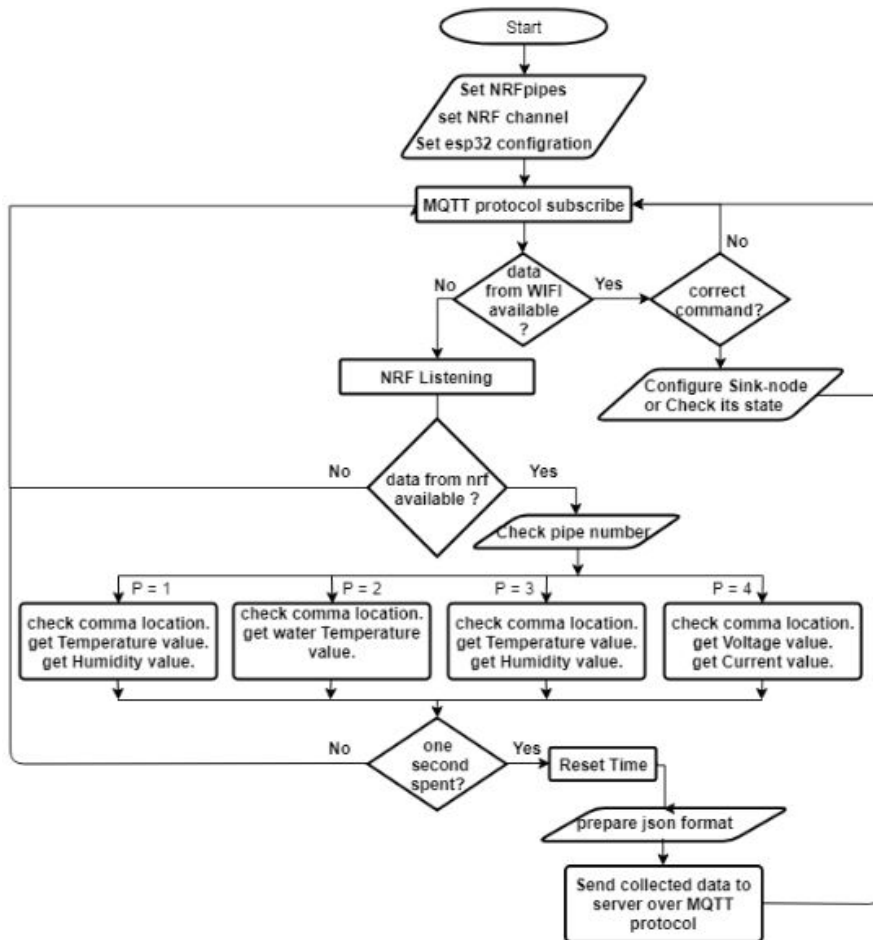 Start
Set NRFpipes
set NRF channel
Set esp32 configration
MQTT protocol subscribe
No
data
from WIFI
available
?
Yes
correct
command?
No
NRF Listening
Configure Sink-node
or Check its state
No
data from nrf
available ?
Yes
Check pipe number
P = 1
P = 2
P = 3
P = 4
check comma location.
get Temperature value.
get Humidity value.
check comma location.
get water Temperature
value.
check comma location.
get Temperature value.
get Humidity value.
check comma location.
get Voltage value.
get Current value.
No
one
second
spent?
Yes
Reset Time
prepare json format
Send collected data to
server over MQTT
protocol